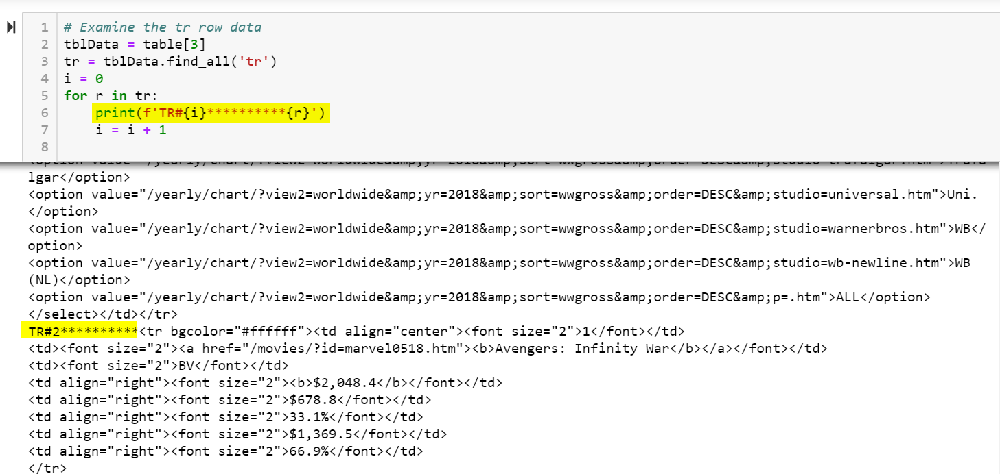 1 # Examine the tr row data
2 tblData = table[3]
3 tr = tblData.find_all('tr')
4 i = 0
5 for r in tr:
6     print(f'TR#{i}**********{r}')
7     i = i + 1
8
lgar</option>
<option value="/yearly/chart/?view2=worldwide&amp;yr=2018&amp;sort=wwgross&amp;order=DESC&amp;studio=universal.htm">Uni.
</option>
<option value="/yearly/chart/?view2=worldwide&amp;yr=2018&amp;sort=wwgross&amp;order=DESC&amp;studio=warnerbros.htm">WB</
option>
<option value="/yearly/chart/?view2=worldwide&amp;yr=2018&amp;sort=wwgross&amp;order=DESC&amp;studio=wb-newline.htm">WB
(NL)</option>
<option value="/yearly/chart/?view2=worldwide&amp;yr=2018&amp;sort=wwgross&amp;order=DESC&amp;p=.htm">ALL</option>
</select></td></tr>
TR#2**********<tr bgcolor="#ffffff"><td align="center"><font size="2">1</font></td>
<td><font size="2"><a href="/movies/?id=marvel0518.htm"><b>Avengers: Infinity War</b></a></font></td>
<td><font size="2">BV</font></td>
<td align="right"><font size="2"><b>$2,048.4</b></font></td>
<td align="right"><font size="2">$678.8</font></td>
<td align="right"><font size="2">33.1%</font></td>
<td align="right"><font size="2">$1,369.5</font></td>
<td align="right"><font size="2">66.9%</font></td>
</tr>